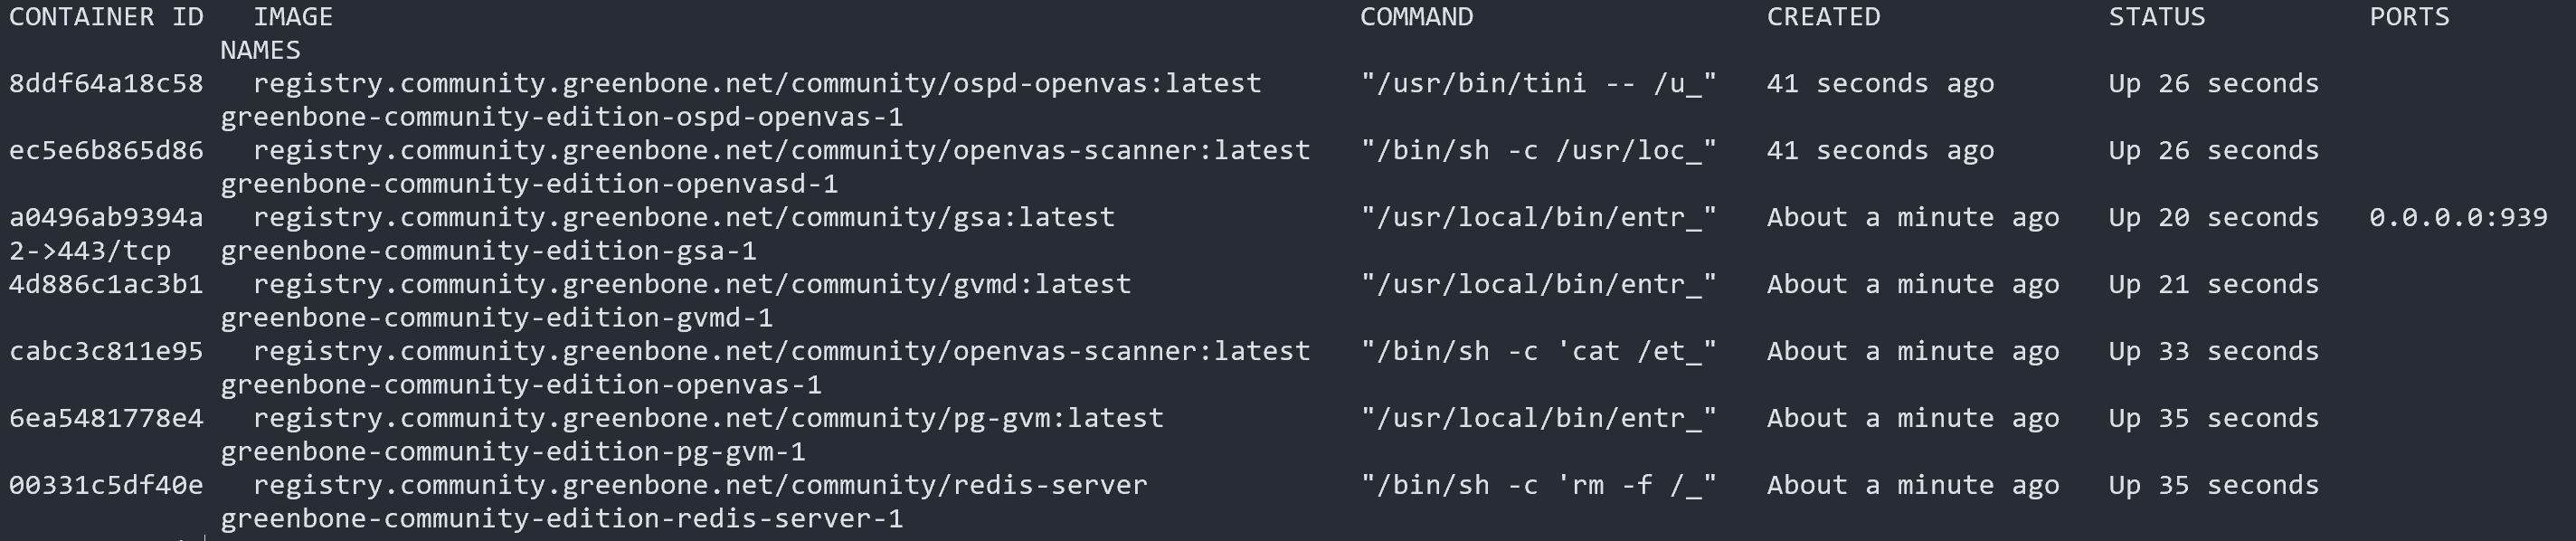 CONTAINER ID   IMAGE                                                               COMMAND                  CREATED              STATUS          PORTS
             NAMES
8ddf64a18c58   registry.community.greenbone.net/community/ospd-openvas:latest      "/usr/bin/tini -- /u_"   41 seconds ago       Up 26 seconds
             greenbone-community-edition-ospd-openvas-1
ec5e6b865d86   registry.community.greenbone.net/community/openvas-scanner:latest   "/bin/sh -c /usr/loc_"   41 seconds ago       Up 26 seconds
             greenbone-community-edition-openvasd-1
a0496ab9394a   registry.community.greenbone.net/community/gsa:latest               "/usr/local/bin/entr_"   About a minute ago   Up 20 seconds   0.0.0.0:939
2->443/tcp   greenbone-community-edition-gsa-1
4d886c1ac3b1   registry.community.greenbone.net/community/gvmd:latest              "/usr/local/bin/entr_"   About a minute ago   Up 21 seconds
             greenbone-community-edition-gvmd-1
cabc3c811e95   registry.community.greenbone.net/community/openvas-scanner:latest   "/bin/sh -c 'cat /et_"   About a minute ago   Up 33 seconds
             greenbone-community-edition-openvas-1
6ea5481778e4   registry.community.greenbone.net/community/pg-gvm:latest            "/usr/local/bin/entr_"   About a minute ago   Up 35 seconds
             greenbone-community-edition-pg-gvm-1
00331c5df40e   registry.community.greenbone.net/community/redis-server             "/bin/sh -c 'rm -f /_"   About a minute ago   Up 35 seconds
             greenbone-community-edition-redis-server-1